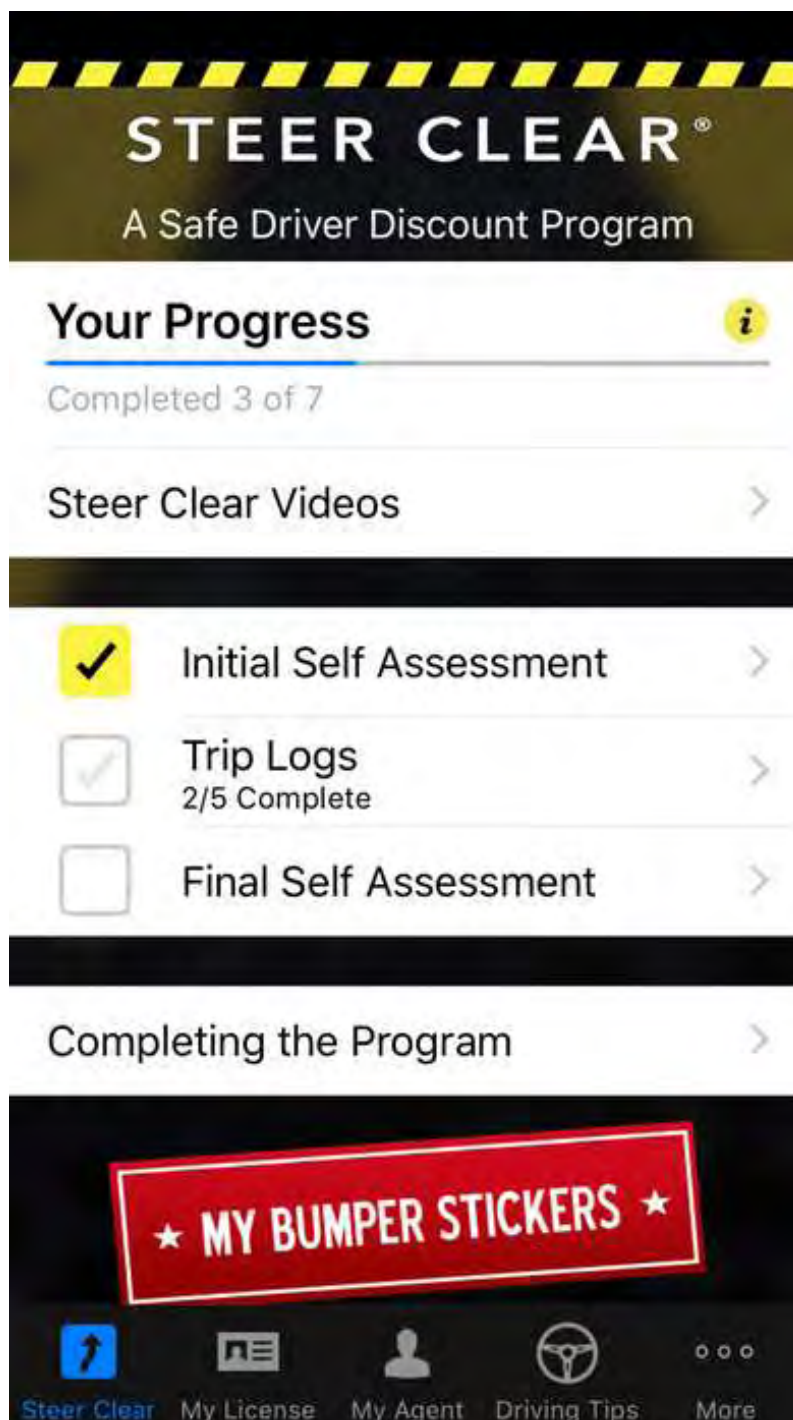 STEER CLEAR®
A Safe Driver Discount Program
Your Progress
i
Completed 3 of 7
Steer Clear Videos
Initial Self Assessment
Trip Logs
2/5 Complete
Final Self Assessment
Completing the Program
★ MY BUMPER STICKERS ★
Steer Clear My License My Agent Driving Tips More